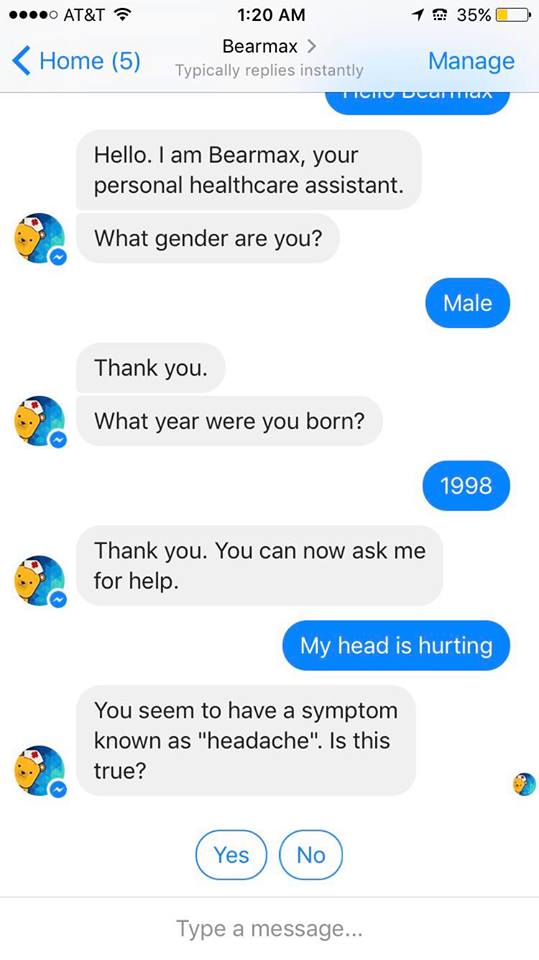 AT&T 1:20 AM 35%
Home (5) Bearmax Manage
Typically replies instantly
Hello Bearmax
Hello. I am Bearmax, your
personal healthcare assistant.
What gender are you?
Male
Thank you.
What year were you born?
1998
Thank you. You can now ask me
for help.
My head is hurting
You seem to have a symptom
known as "headache". Is this
true?
Yes No
Type a message...